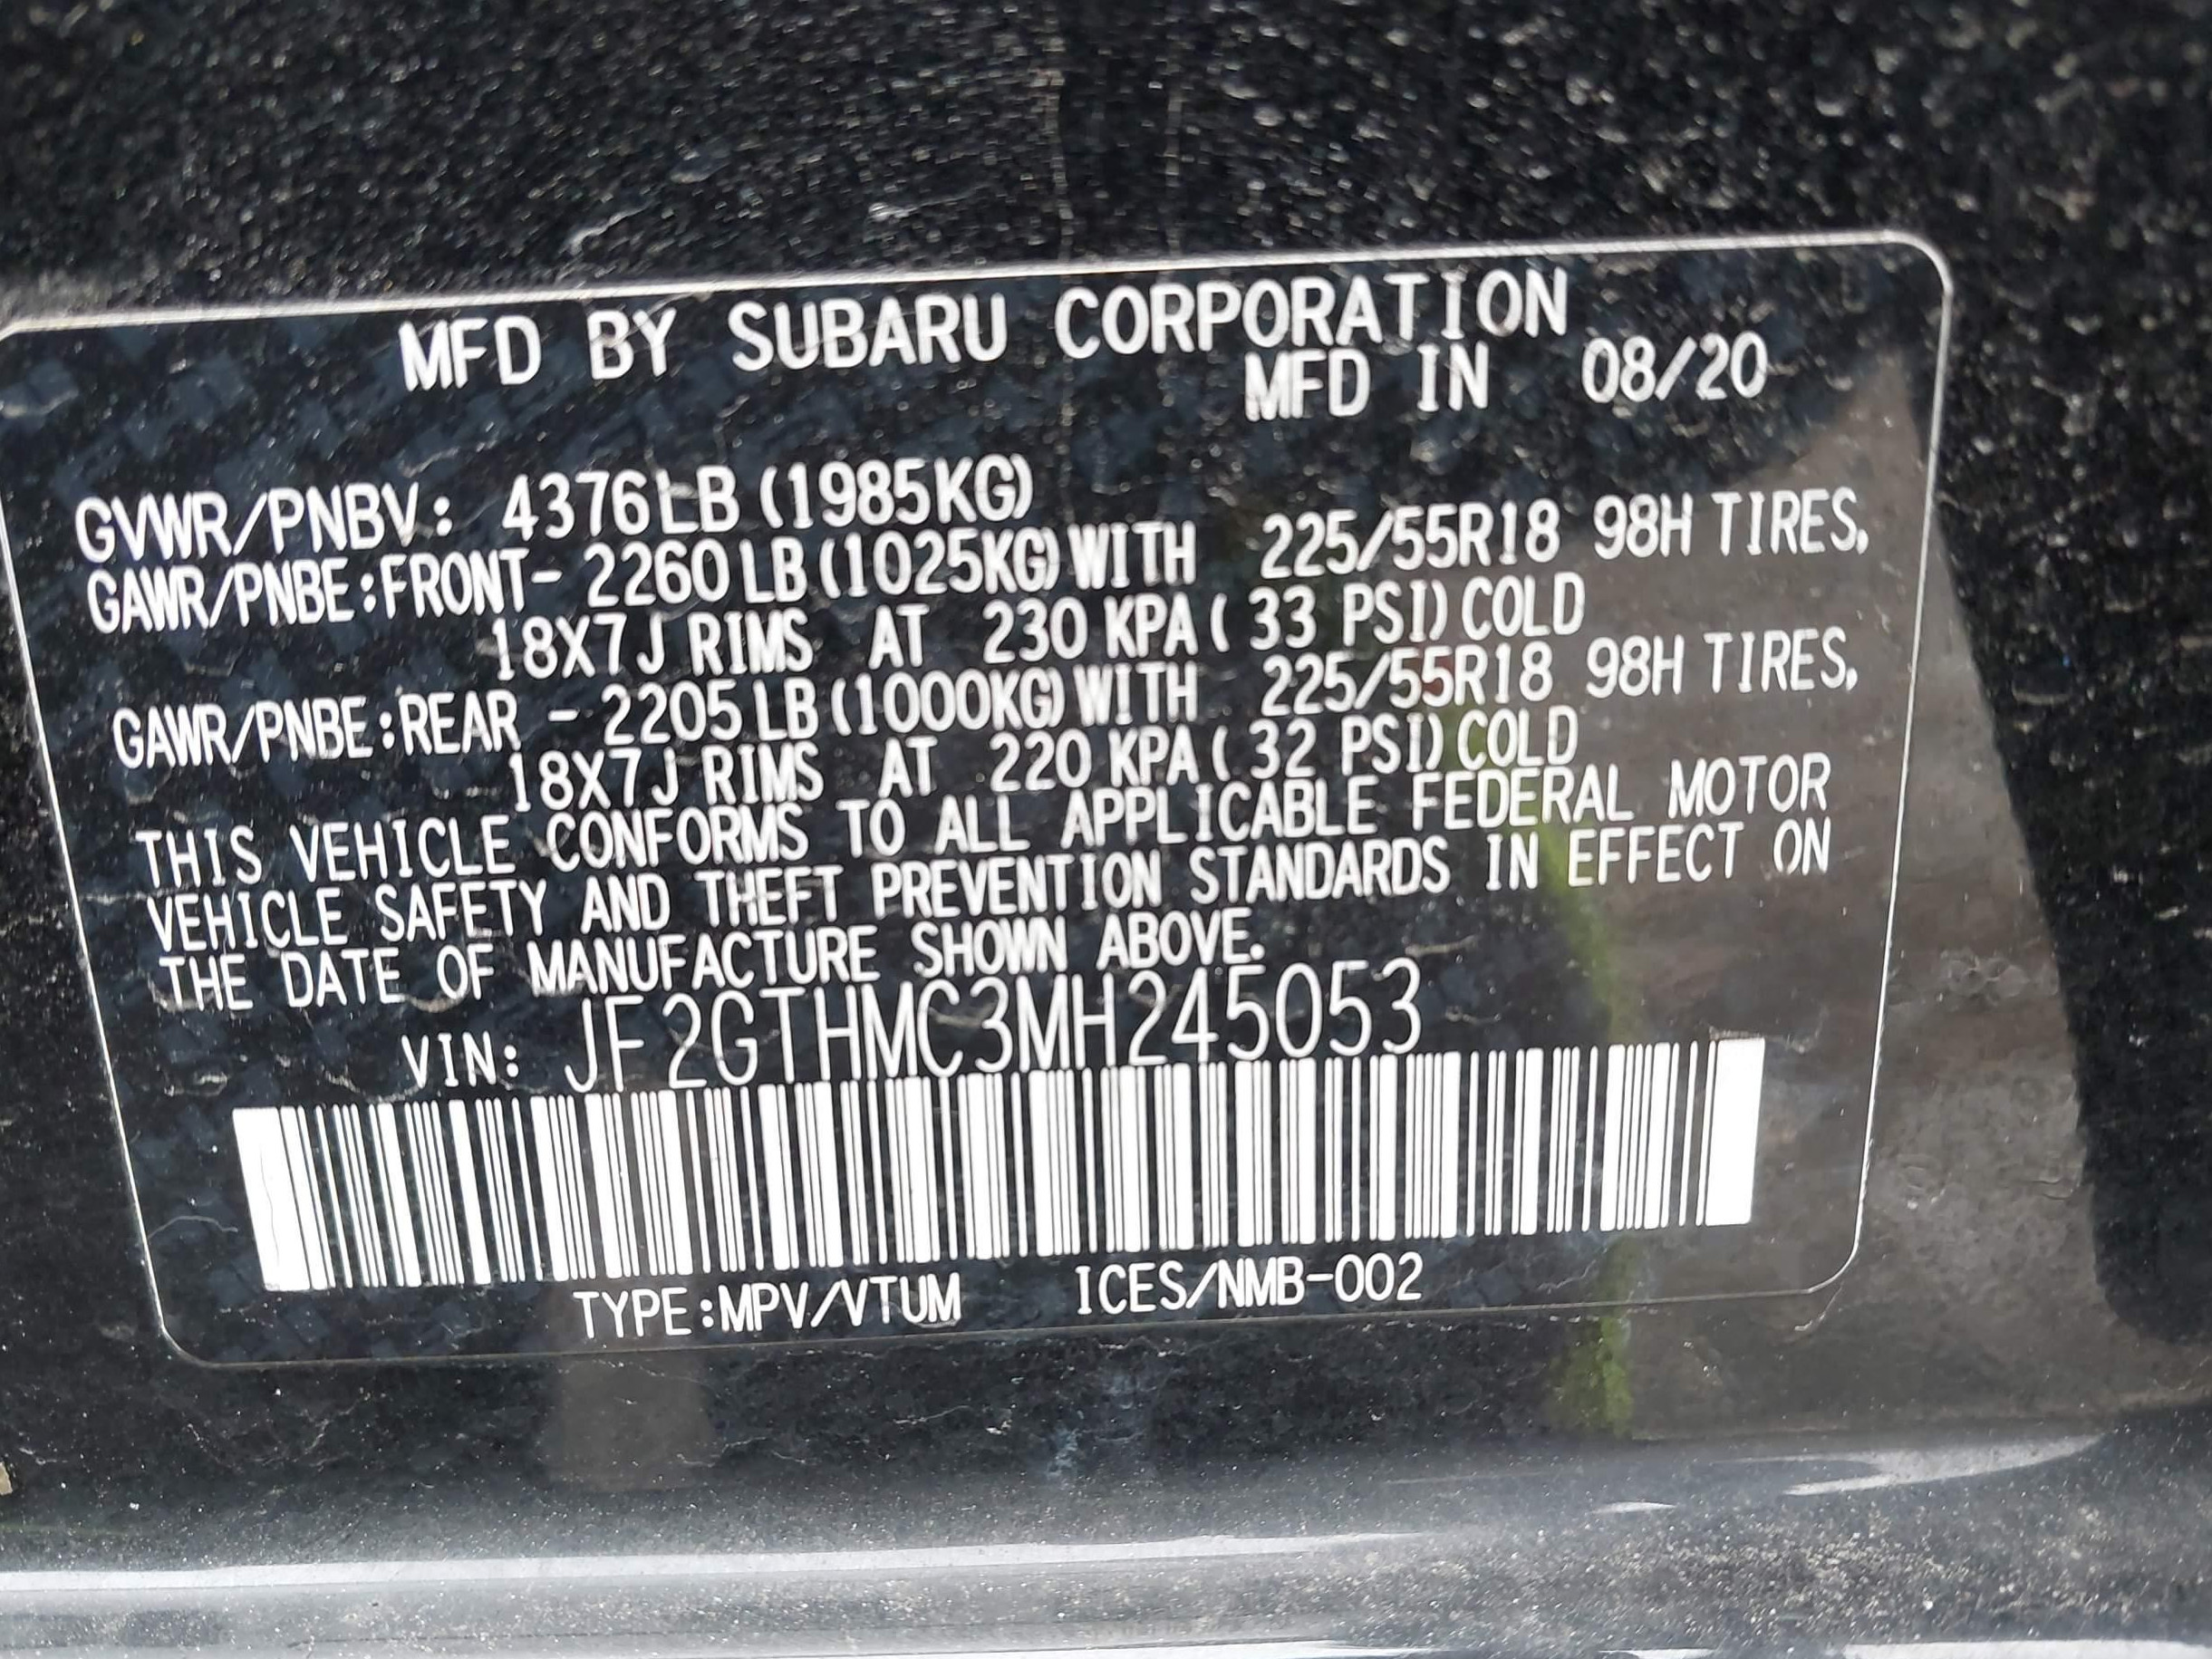 MFD BY SUBARU CORPORATION
MFD IN 08/20
GVWR/PNBV: 4376LB (1985KG)
GAWR/PNBE:FRONT- 2260LB(1025KG)WITH 225/55R18 98H TIRES,
18X7J RIMS AT 230 KPA( 33 PSI)COLD
GAWR/PNBE:REAR - 2205LB(1000KG)WITH 225/55R18 98H TIRES,
18X7J RIMS AT 220 KPA( 32 PSI)COLD
THIS VEHICLE CONFORMS TO ALL APPLICABLE FEDERAL MOTOR
VEHICLE SAFETY AND THEFT PREVENTION STANDARDS IN EFFECT ON
THE DATE OF MANUFACTURE SHOWN ABOVE.
VIN: JF2GTHMC3MH245053
TYPE:MPV/VTUM ICES/NMB-002